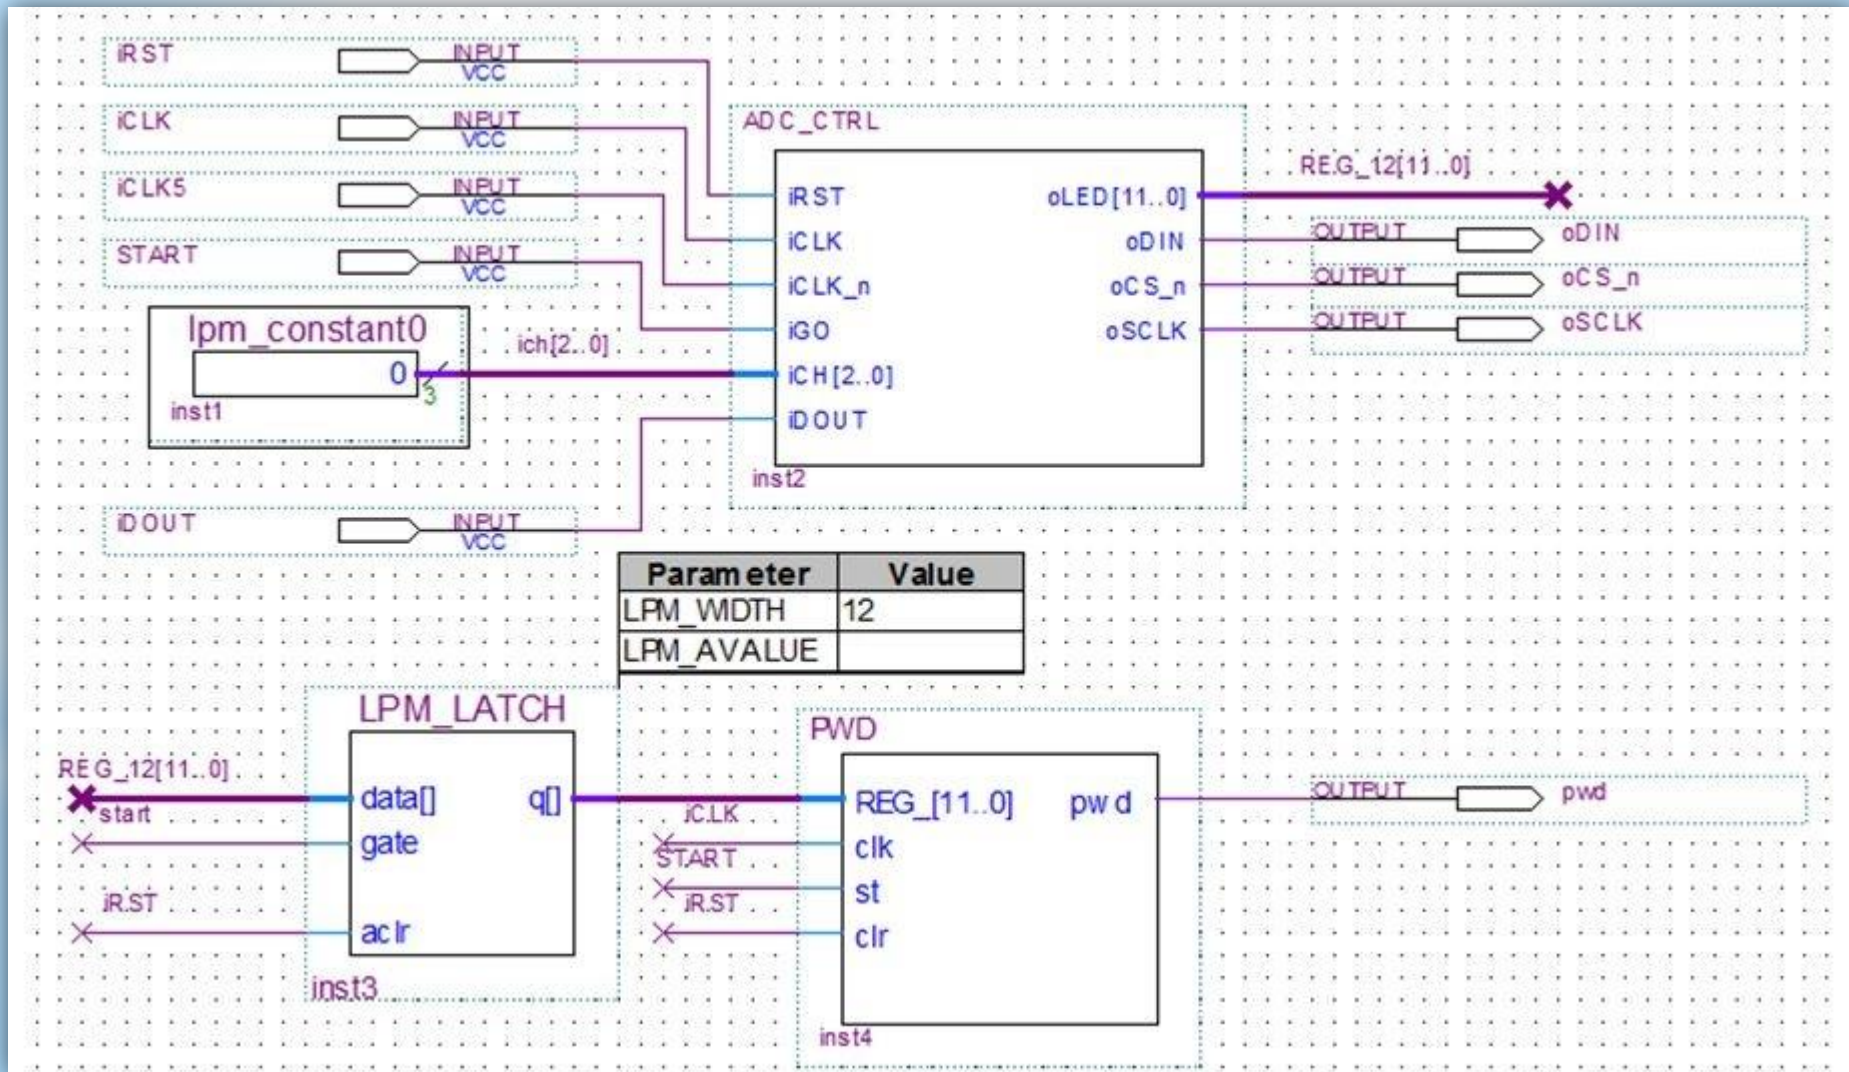 iRST
INPUT
VCC
iCLK
INPUT
VCC
iCLK5
INPUT
VCC
START
INPUT
VCC
lpm_constant0
0
3
inst1
ich[2..0]
iDOUT
INPUT
VCC
ADC_CTRL
iRST
oLED[11..0]
iCLK
oDIN
iCLK_n
oCS_n
iGO
oSCLK
iCH[2..0]
iDOUT
inst2
REG_12[11..0]
OUTPUT
oDIN
OUTPUT
oCS_n
OUTPUT
oSCLK
Parameter Value
LPM_WIDTH 12
LPM_AVALUE
LPM_LATCH
REG_12[11..0]
start
iRST
data[] q[]
gate
aclr
inst3
PWD
iCLK
START
iRST
REG_[11..0] pwd
clk
st
clr
inst4
OUTPUT
pwd